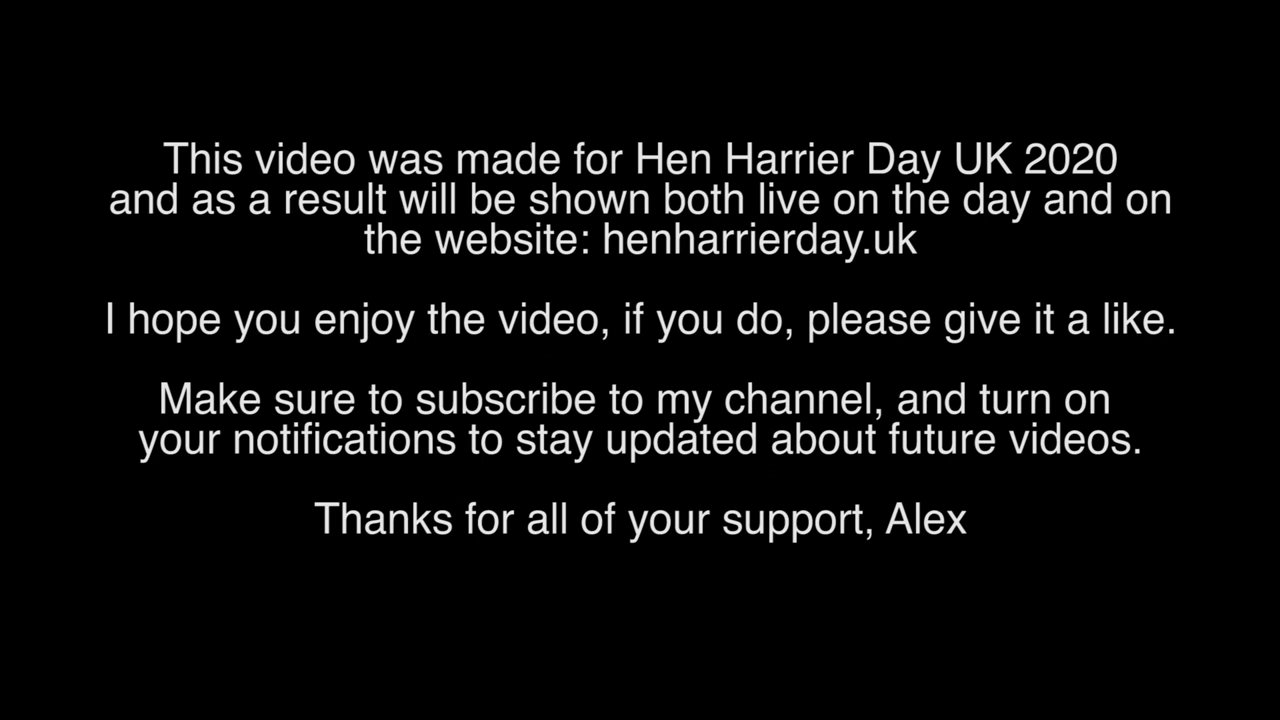 This video was made for Hen Harrier Day UK 2020
and as a result will be shown both live on the day and on
the website: henharrierday.uk
I hope you enjoy the video, if you do, please give it a like.
Make sure to subscribe to my channel, and turn on
your notifications to stay updated about future videos.
Thanks for all of your support, Alex